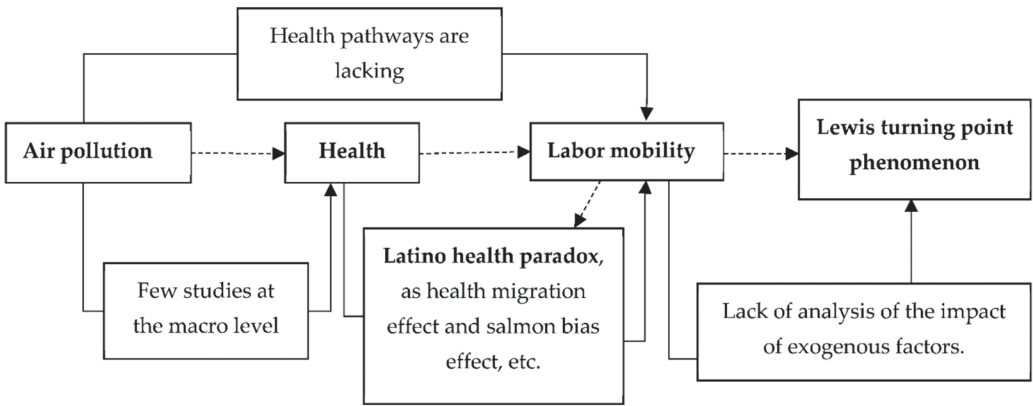 Health pathways are
lacking
Air pollution
Health
Labor mobility
Lewis turning point
phenomenon
Few studies at
the macro level
Latino health paradox,
as health migration
effect and salmon bias
effect, etc.
Lack of analysis of the impact
of exogenous factors.